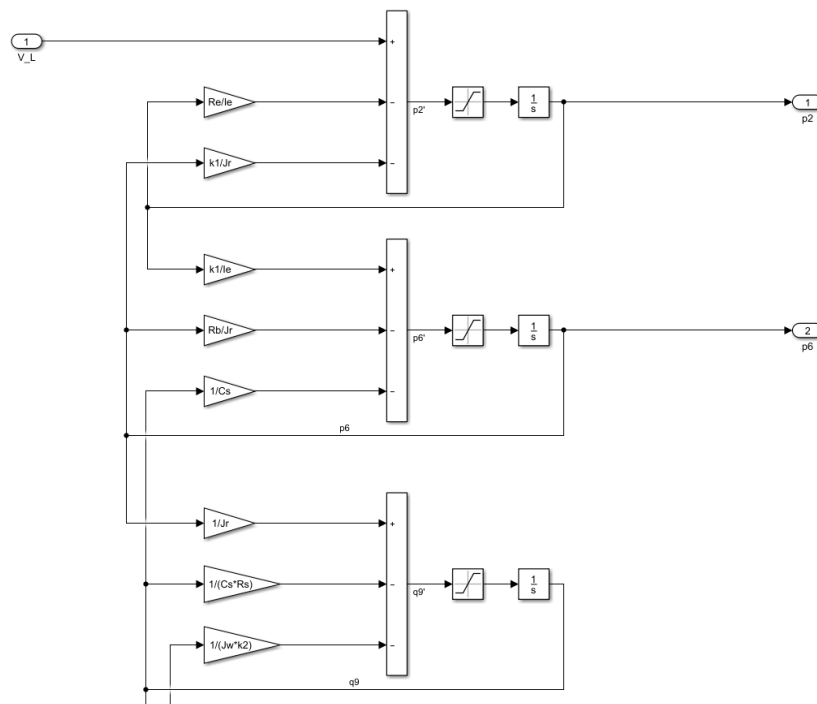 1
V_L
+
Re/Ie
−
p2'
1
s
1
p2
k1/Jr
−
k1/Ie
+
Rb/Jr
−
p6'
1
s
2
p6
1/Cs
−
p6
1/Jr
+
1/(Cs*Rs)
−
q9'
1
s
1/(Jw*k2)
−
q9